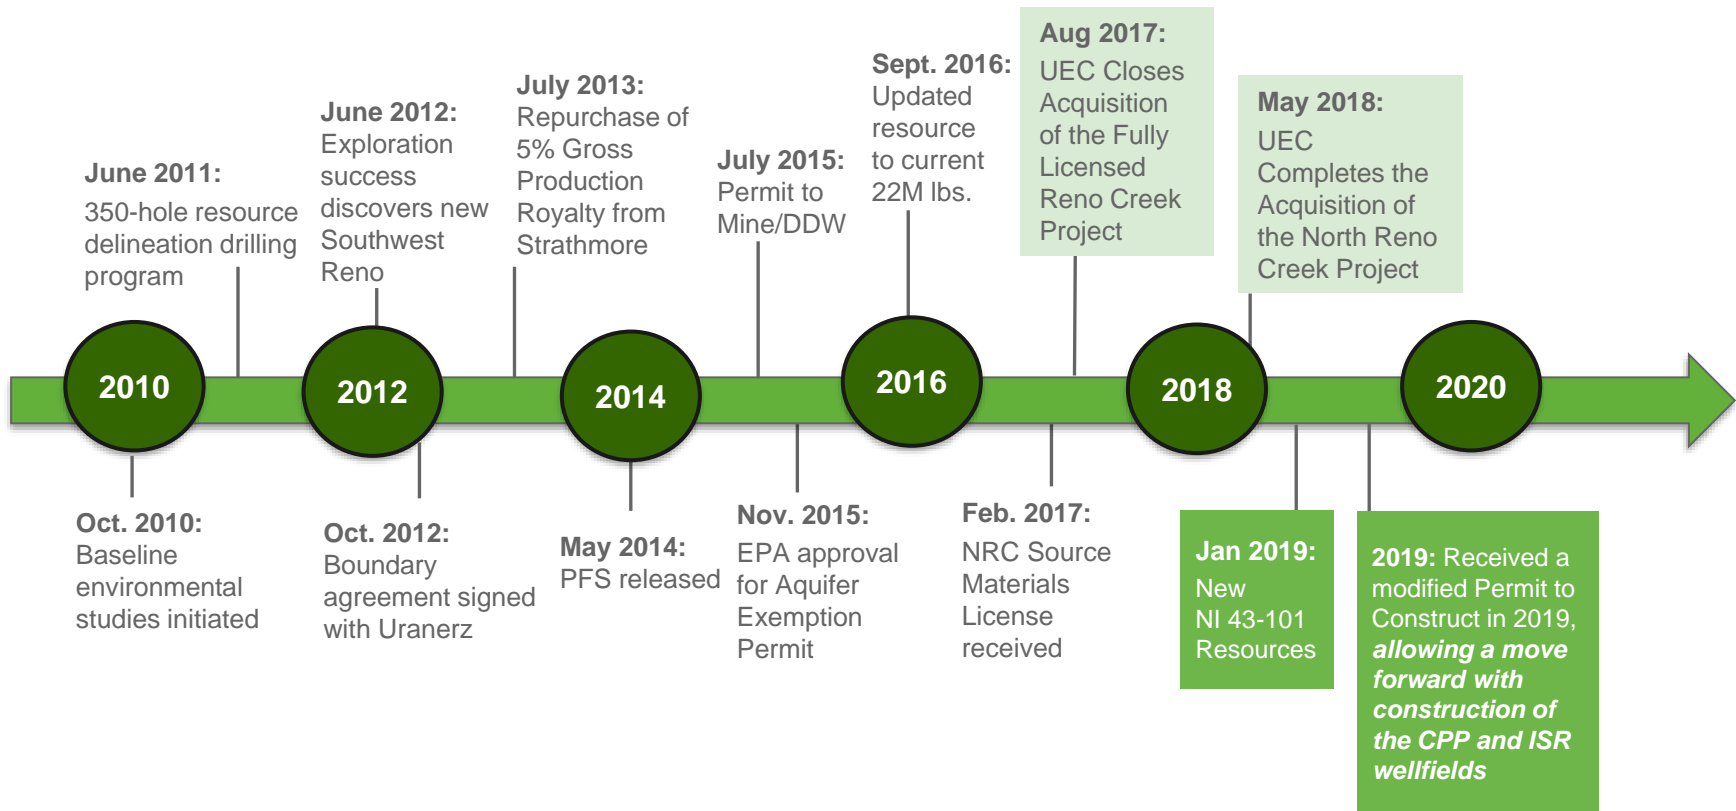 June 2011:
350-hole resource
delineation drilling
program
June 2012:
Exploration
success
discovers new
Southwest
Reno
July 2013:
Repurchase of
5% Gross
Production
Royalty from
Strathmore
July 2015:
Permit to
Mine/DDW
Sept. 2016:
Updated
resource
to current
22M lbs.
Aug 2017:
UEC Closes
Acquisition
of the Fully
Licensed
Reno Creek
Project
May 2018:
UEC
Completes the
Acquisition of
the North Reno
Creek Project
2010
2012
2014
2016
2018
2020
Oct. 2010:
Baseline
environmental
studies initiated
Oct. 2012:
Boundary
agreement signed
with Uranerz
May 2014:
PFS released
Nov. 2015:
EPA approval
for Aquifer
Exemption
Permit
Feb. 2017:
NRC Source
Materials
License
received
Jan 2019:
New
NI 43-101
Resources
2019: Received a
modified Permit to
Construct in 2019,
allowing a move
forward with
construction of
the CPP and ISR
wellfields